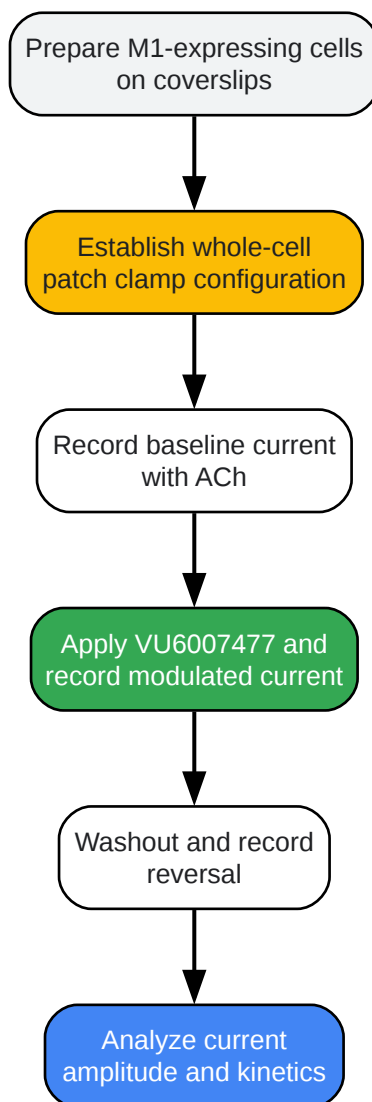 Prepare M1-expressing cells
on coverslips
Establish whole-cell
patch clamp configuration
Record baseline current
with ACh
Apply VU6007477 and
record modulated current
Washout and record
reversal
Analyze current
amplitude and kinetics